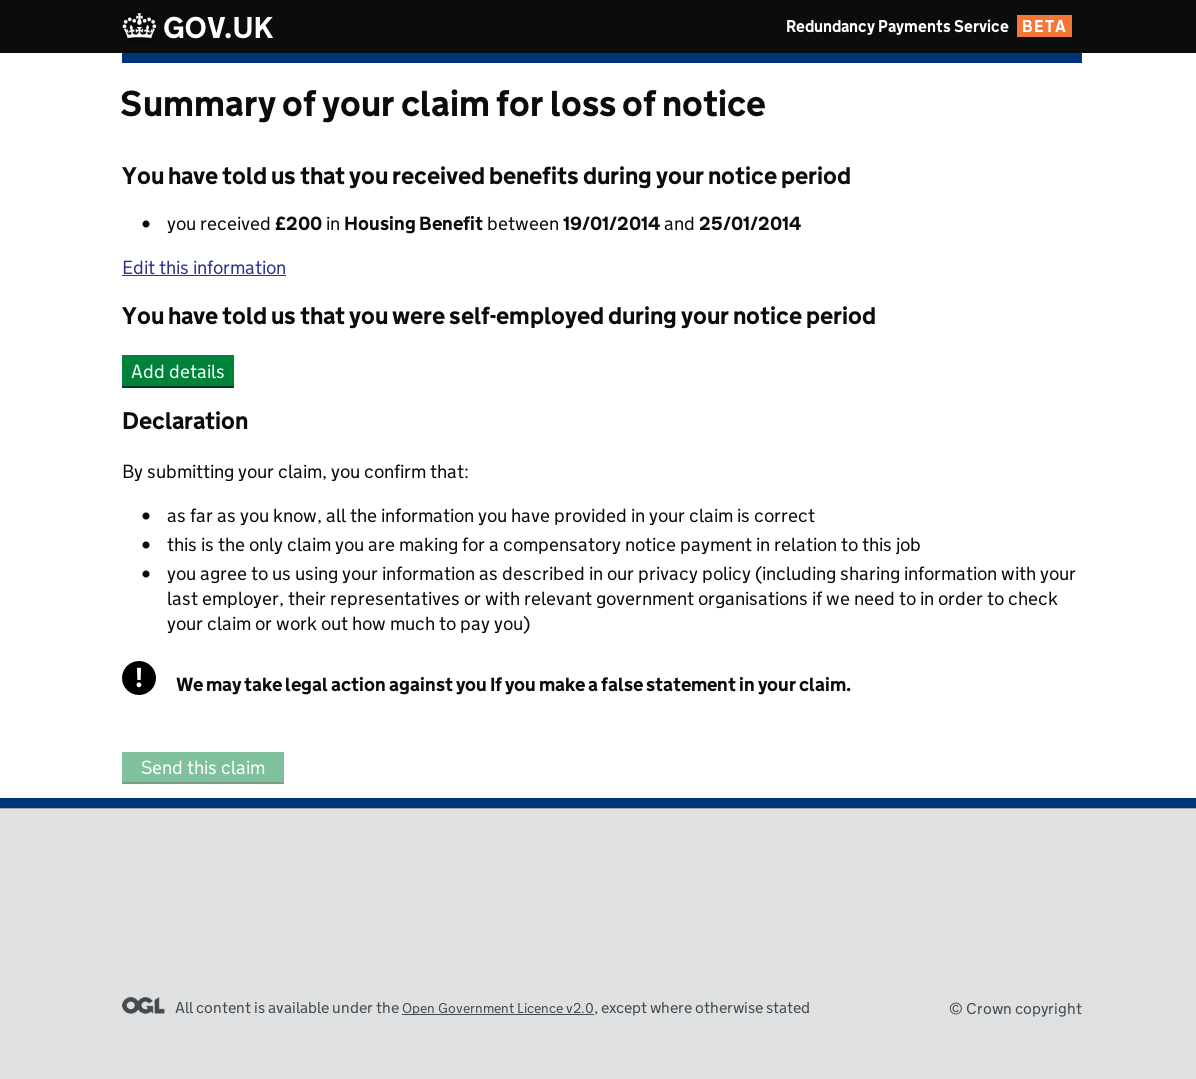 GOV.UK
Redundancy Payments Service BETA
Summary of your claim for loss of notice
You have told us that you received benefits during your notice period
• you received £200 in Housing Benefit between 19/01/2014 and 25/01/2014
Edit this information
You have told us that you were self-employed during your notice period
Add details
Declaration
By submitting your claim, you confirm that:
• as far as you know, all the information you have provided in your claim is correct
• this is the only claim you are making for a compensatory notice payment in relation to this job
• you agree to us using your information as described in our privacy policy (including sharing information with your
last employer, their representatives or with relevant government organisations if we need to in order to check
your claim or work out how much to pay you)
! We may take legal action against you If you make a false statement in your claim.
Send this claim
OGL All content is available under the Open Government Licence v2.0, except where otherwise stated
© Crown copyright